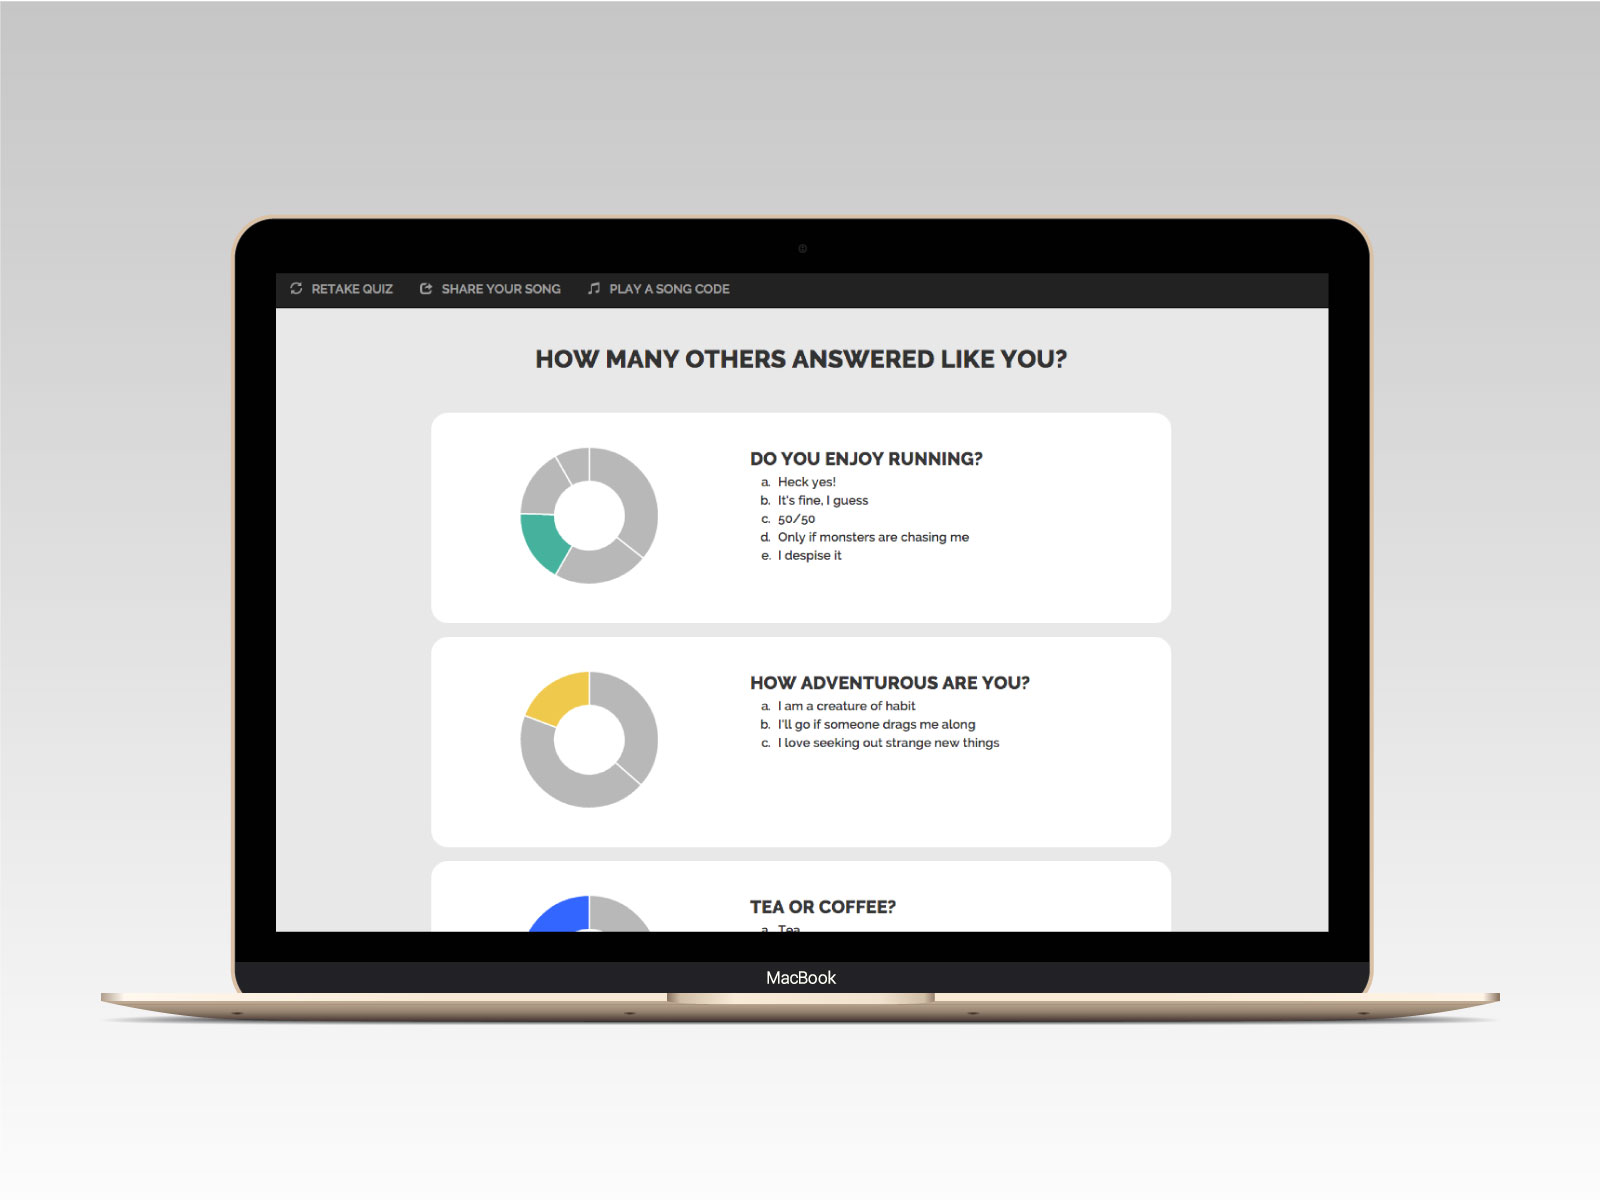 RETAKE QUIZ SHARE YOUR SONG PLAY A SONG CODE
HOW MANY OTHERS ANSWERED LIKE YOU?
DO YOU ENJOY RUNNING?
a. Heck yes!
b. It's fine, I guess
c. 50/50
d. Only if monsters are chasing me
e. I despise it
HOW ADVENTUROUS ARE YOU?
a. I am a creature of habit
b. I'll go if someone drags me along
c. I love seeking out strange new things
TEA OR COFFEE?
a. Tea
MacBook